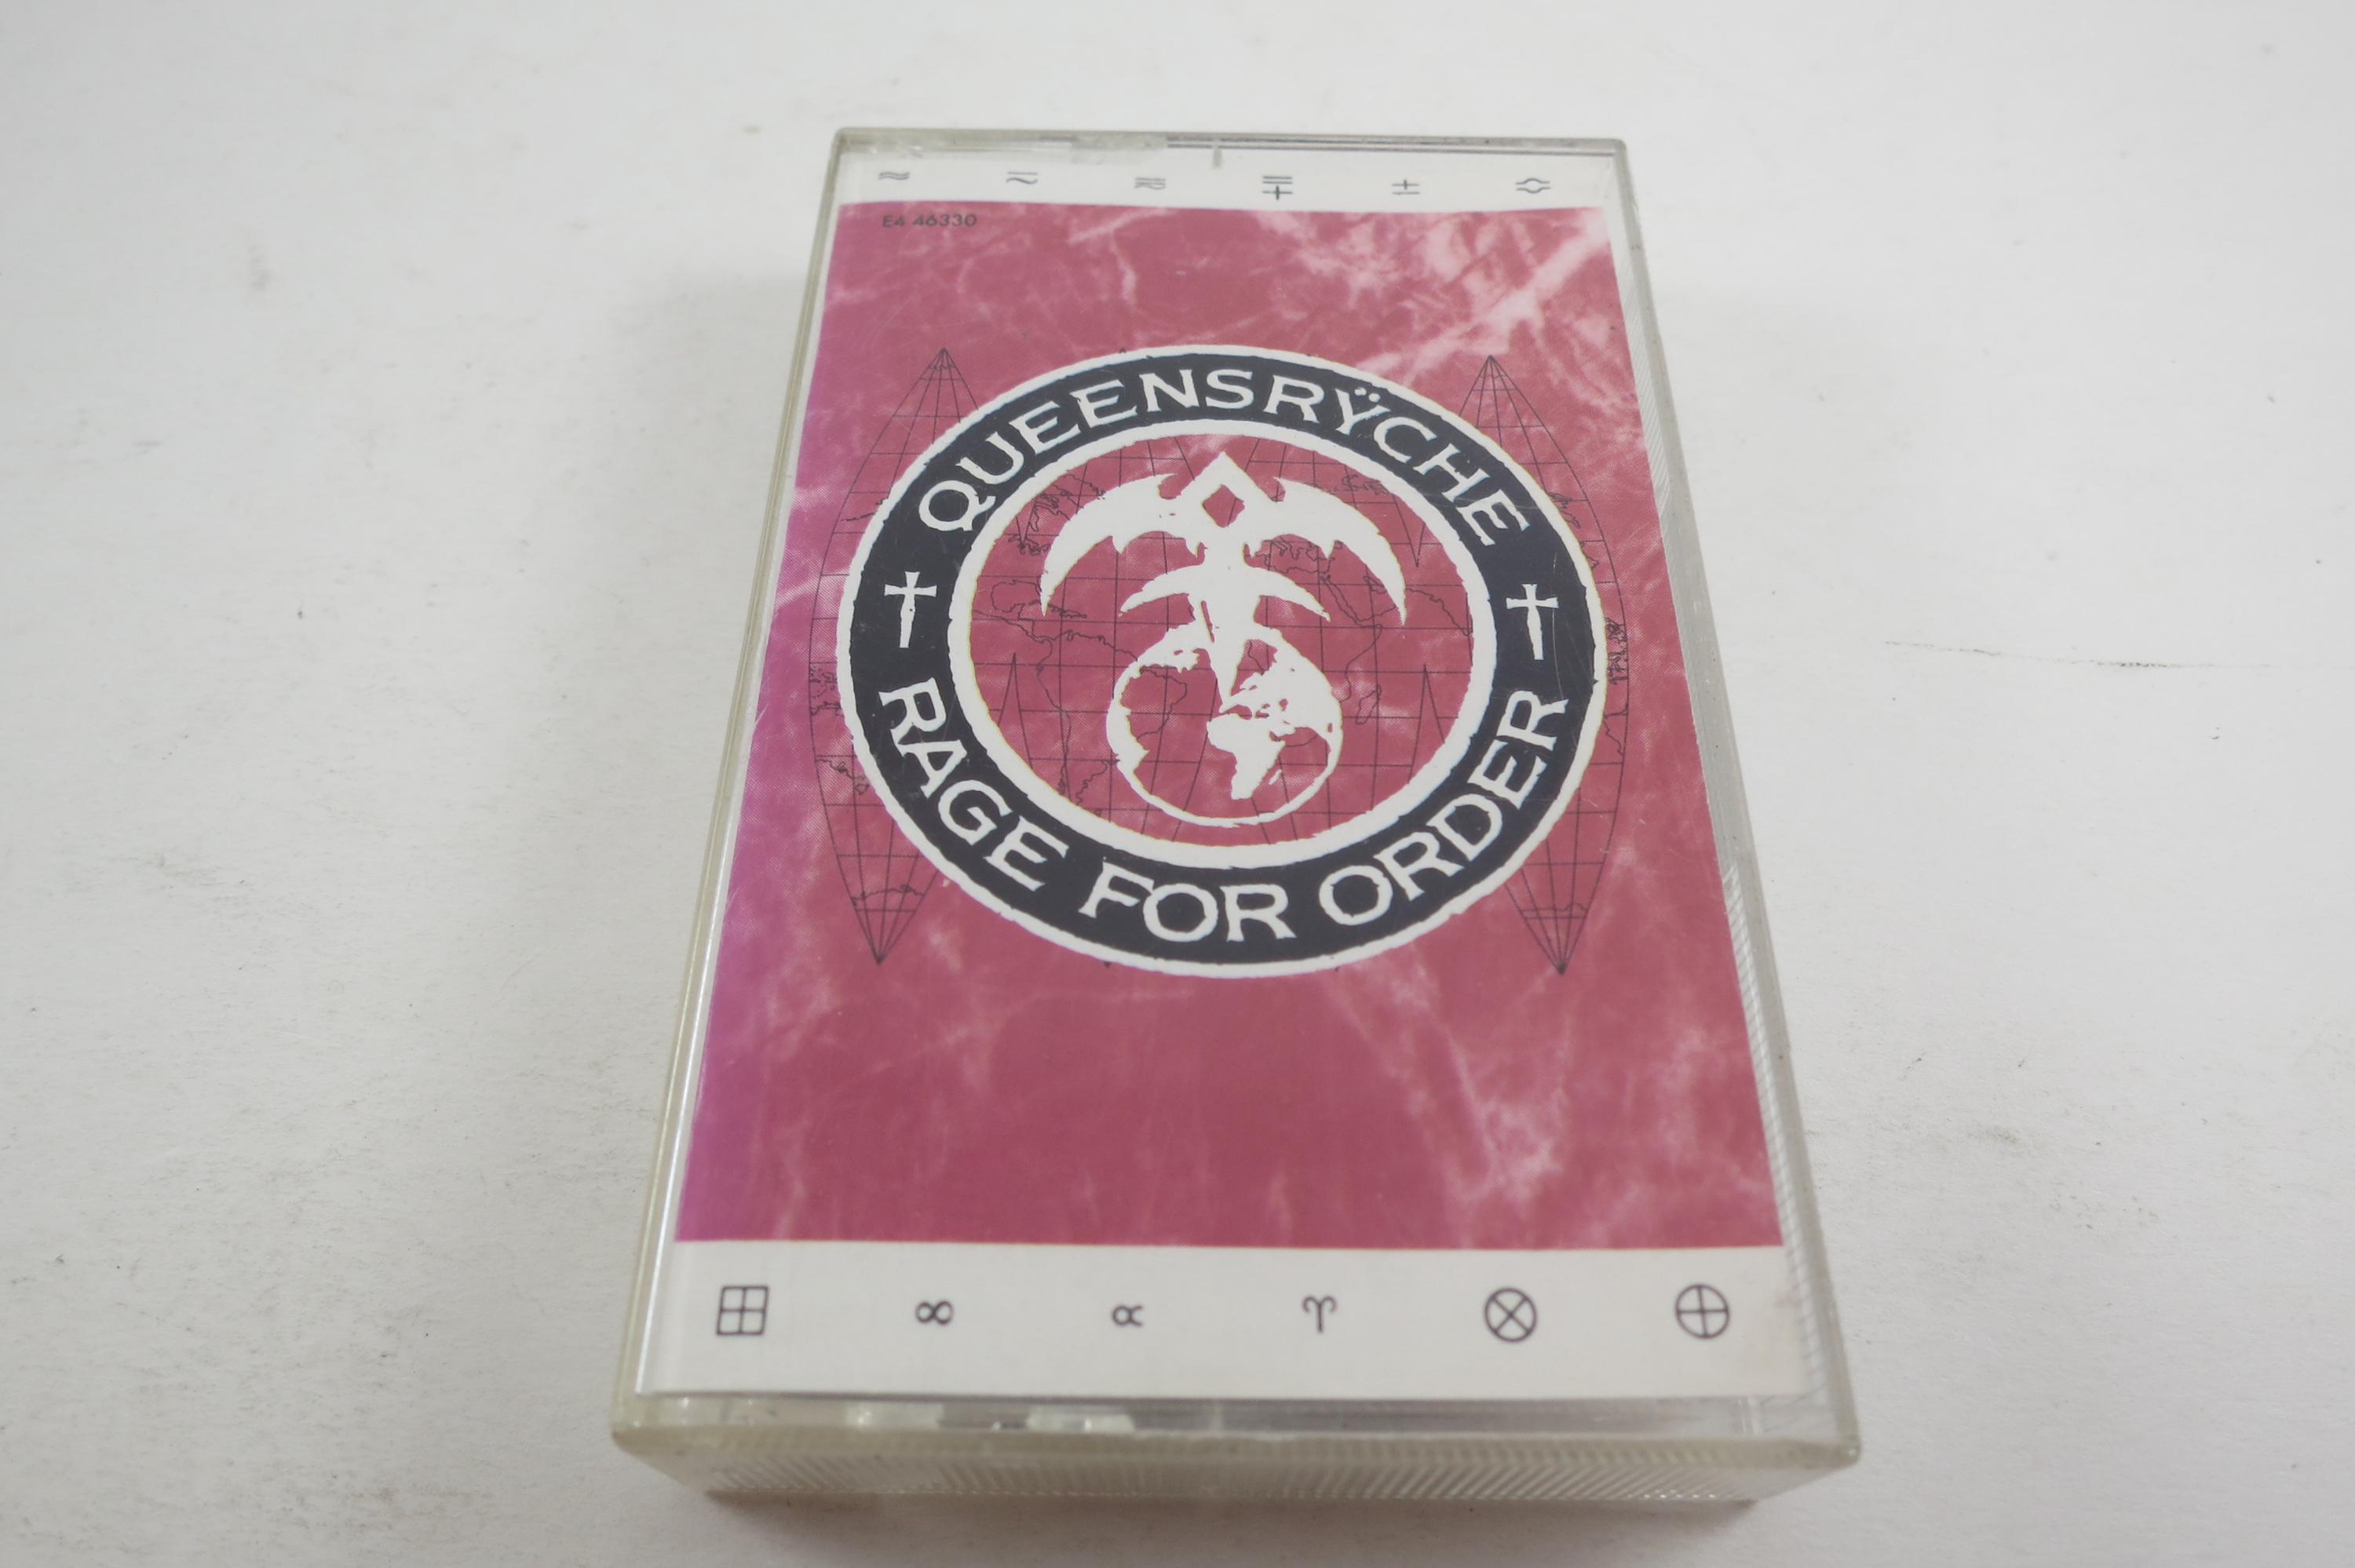 E4 46330
QUEENSRŸCHE
RAGE FOR ORDER